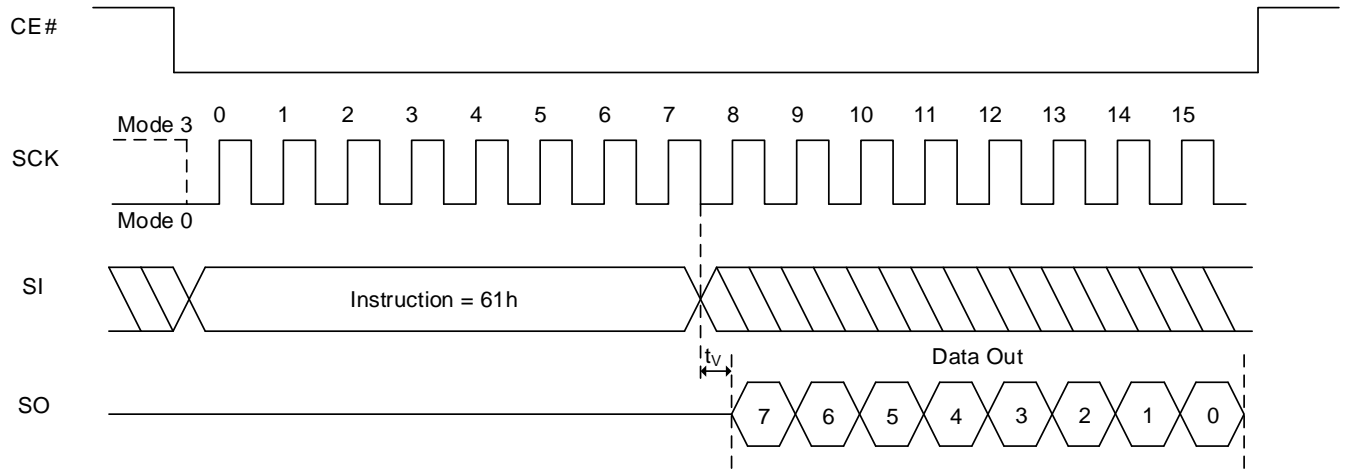 CE#
Mode 3
0 1 2 3 4 5 6 7 8 9 10 11 12 13 14 15
SCK
Mode 0
SI
Instruction = 61h
tV
Data Out
SO
7 6 5 4 3 2 1 0